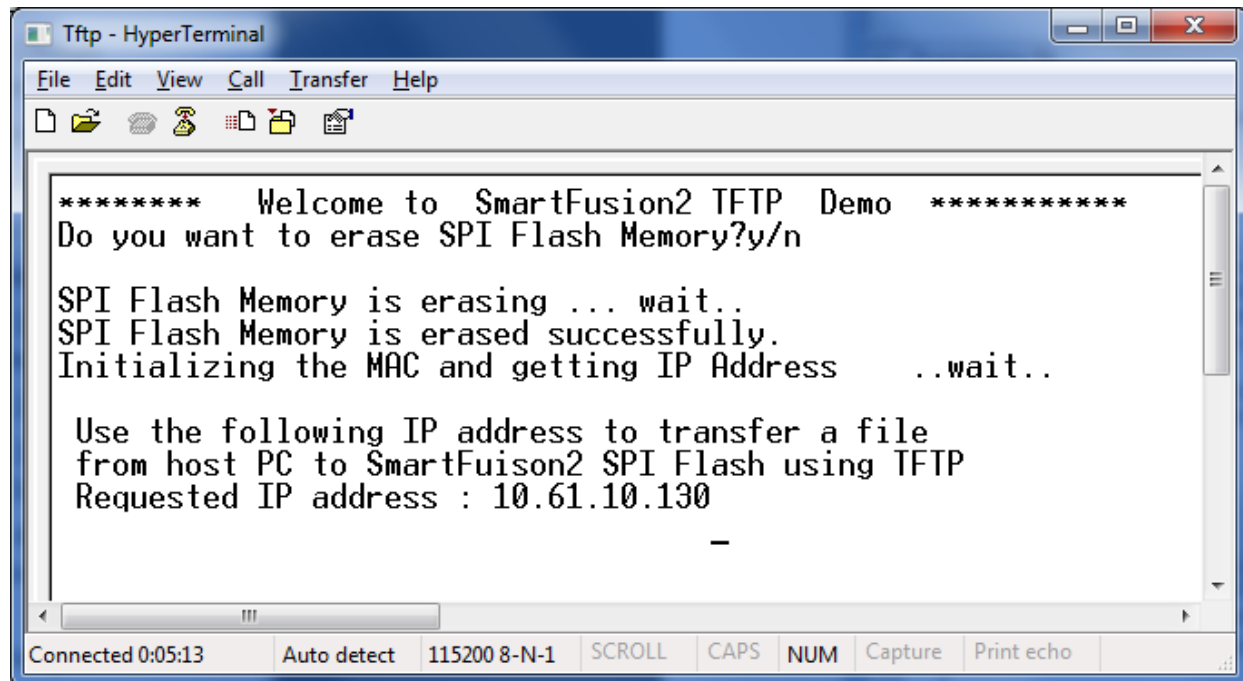 Tftp - HyperTerminal
File Edit View Call Transfer Help
******** Welcome to SmartFusion2 TFTP Demo ***********
Do you want to erase SPI Flash Memory?y/n
SPI Flash Memory is erasing ... wait..
SPI Flash Memory is erased successfully.
Initializing the MAC and getting IP Address ..wait..
Use the following IP address to transfer a file
from host PC to SmartFuison2 SPI Flash using TFTP
Requested IP address : 10.61.10.130
Connected 0:05:13 Auto detect 115200 8-N-1 SCROLL CAPS NUM Capture Print echo